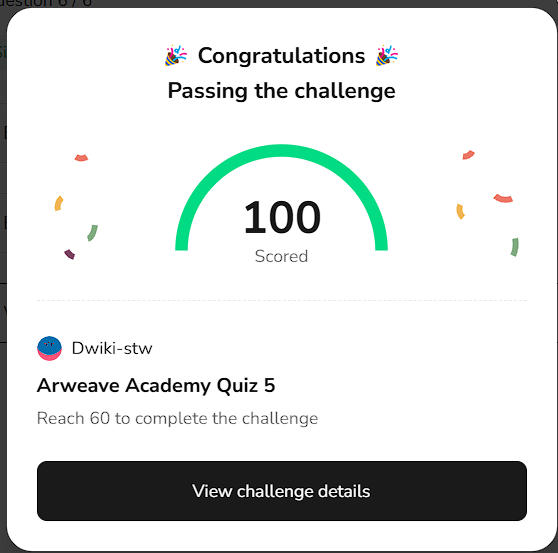 estion 6 / 6
🎉 Congratulations 🎉
Passing the challenge
100
Scored
Dwiki-stw
Arweave Academy Quiz 5
Reach 60 to complete the challenge
View challenge details